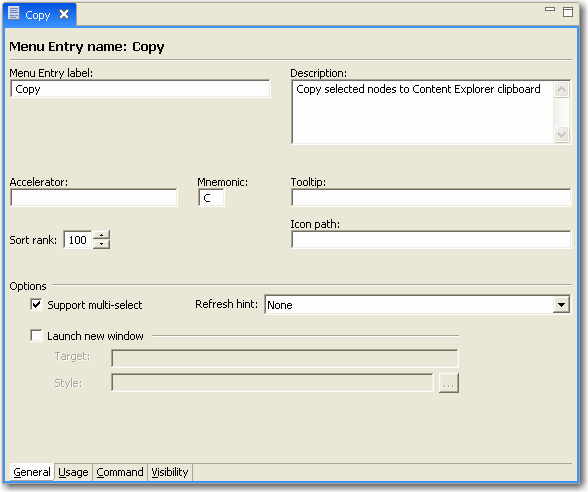 Copy
Menu Entry name: Copy
Menu Entry label:
Copy
Description:
Copy selected nodes to Content Explorer clipboard
Accelerator:
Mnemonic:
C
Tooltip:
Sort rank: 100
Icon path:
Options
Support multi-select
Refresh hint: None
Launch new window
Target:
Style:
...
General Usage Command Visibility